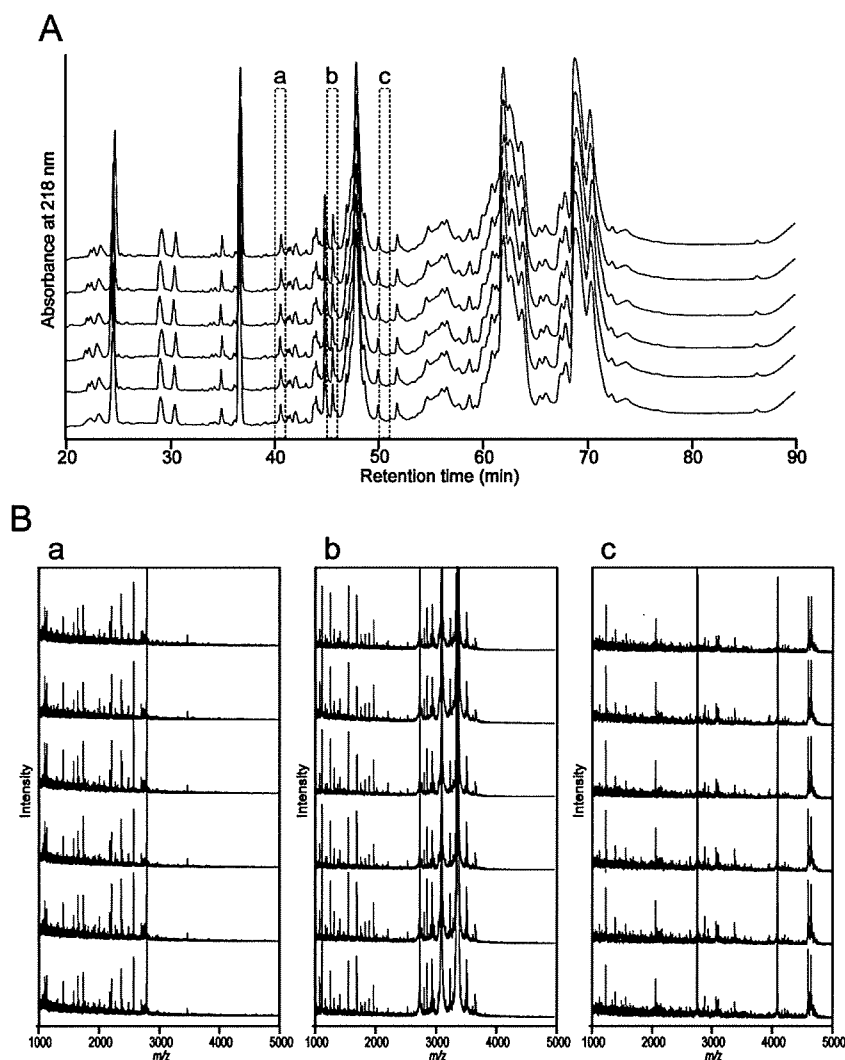 A
a b c
Absorbance at 218 nm
20 30 40 50 60 70 80 90
Retention time (min)
B
a b c
Intensity Intensity Intensity
1000 2000 3000 4000 5000 1000 2000 3000 4000 5000 1000 2000 3000 4000 5000
m/z m/z m/z